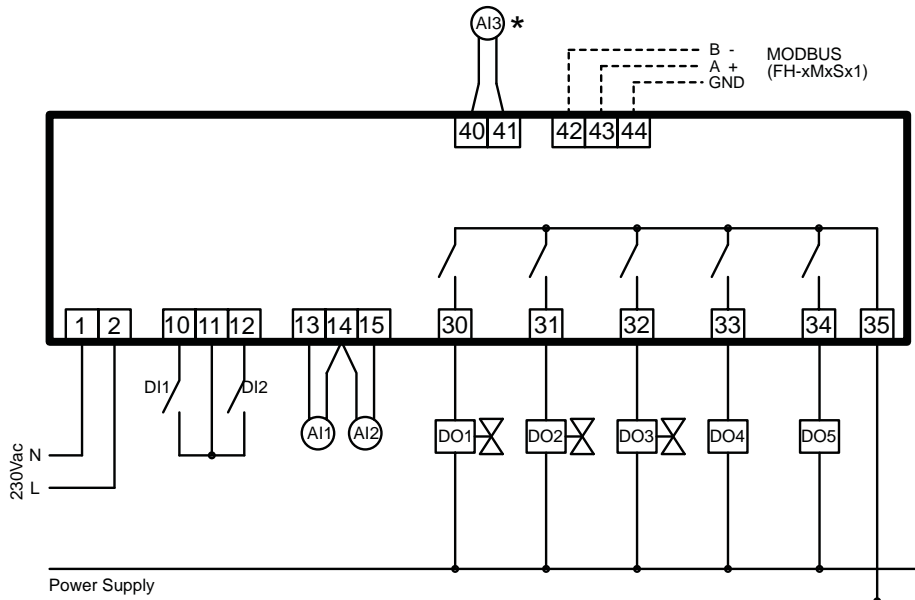 AI3 *
B -
A +
GND
MODBUS
(FH-xMxSx1)
40 41 42 43 44
1 2 10 11 12 13 14 15 30 31 32 33 34 35
DI1 DI2
AI1 AI2
DO1 DO2 DO3 DO4 DO5
230Vac
N
L
Power Supply